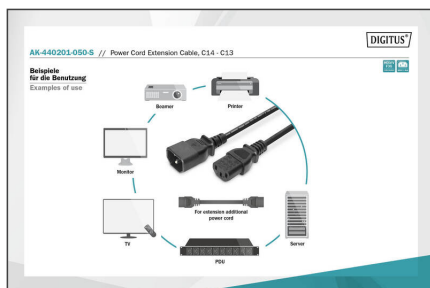 DIGITUS®
AK-440201-050-S // Power Cord Extension Cable, C14 - C13
Beispiele
für die Benutzung
Examples of use
Beamer
Printer
Monitor
For extension additional
power cord
TV
Server
PDU